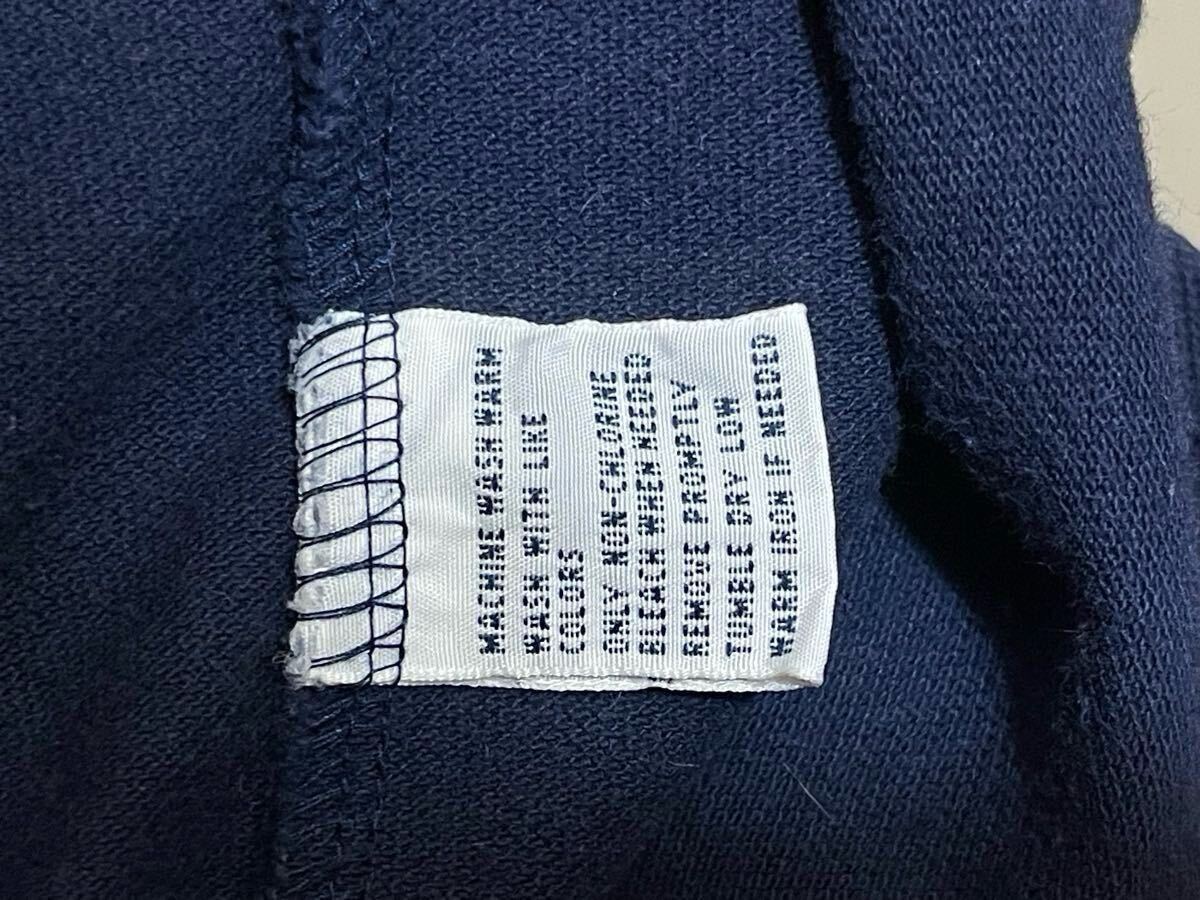 MACHINE WASH WARM
WASH WITH LIKE
COLORS
ONLY NON-CHLORINE
BLEACH WHEN NEEDED
REMOVE PROMPTLY
TUMBLE DRY LOW
WARM IRON IF NEEDED